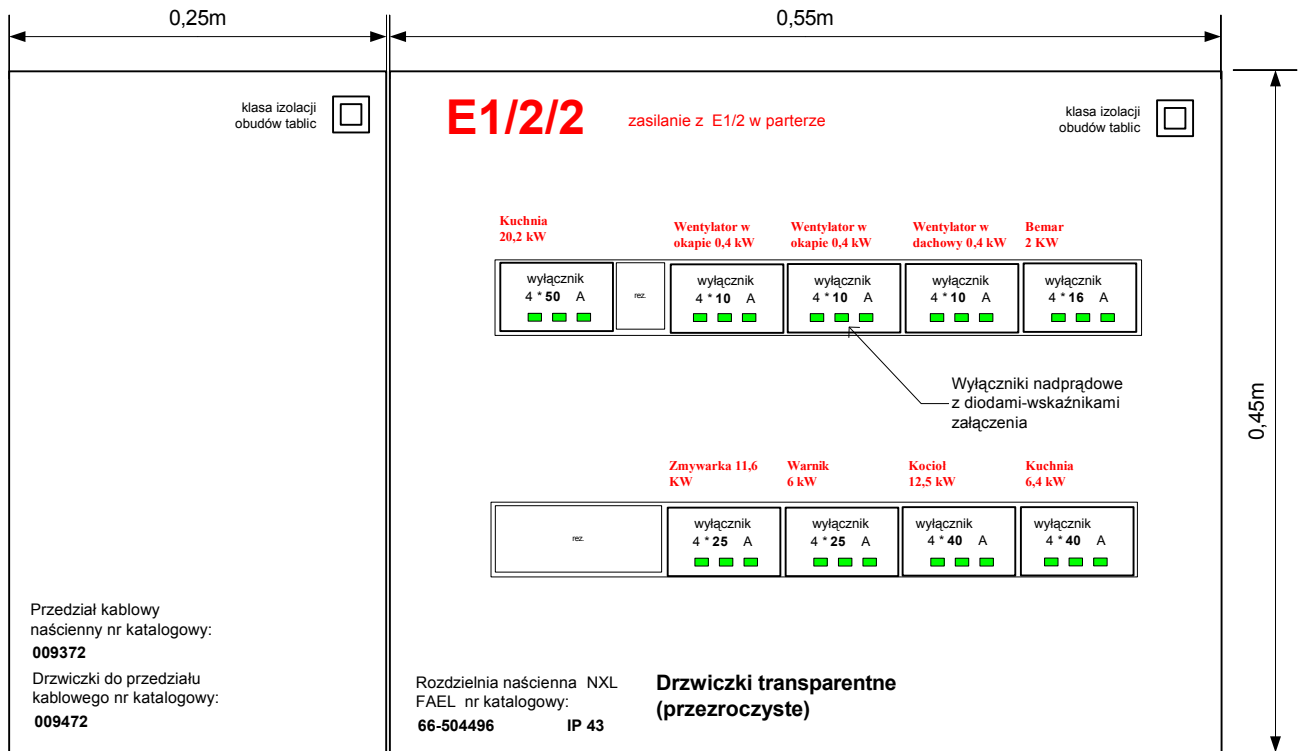 0,25m
0,55m
klasa izolacji
obudów tablic
E1/2/2
zasilanie z E1/2 w parterze
klasa izolacji
obudów tablic
Kuchnia
20,2 kW
Wentylator w
okapie 0,4 kW
Wentylator w
okapie 0,4 kW
Wentylator w
dachowy 0,4 kW
Bemar
2 KW
wyłącznik
4 * 50 A
rez.
wyłącznik
4 * 10 A
wyłącznik
4 * 10 A
wyłącznik
4 * 10 A
wyłącznik
4 * 16 A
Wyłączniki nadprądowe
z diodami-wskaźnikami
załączenia
0,45m
Zmywarka 11,6
KW
Warnik
6 kW
Kocioł
12,5 kW
Kuchnia
6,4 kW
rez.
wyłącznik
4 * 25 A
wyłącznik
4 * 25 A
wyłącznik
4 * 40 A
wyłącznik
4 * 40 A
Przedział kablowy
naścienny nr katalogowy:
009372
Drzwiczki do przedziału
kablowego nr katalogowy:
009472
Rozdzielnia naścienna NXL
FAEL nr katalogowy:
66-504496 IP 43
Drzwiczki transparentne
(przezroczyste)